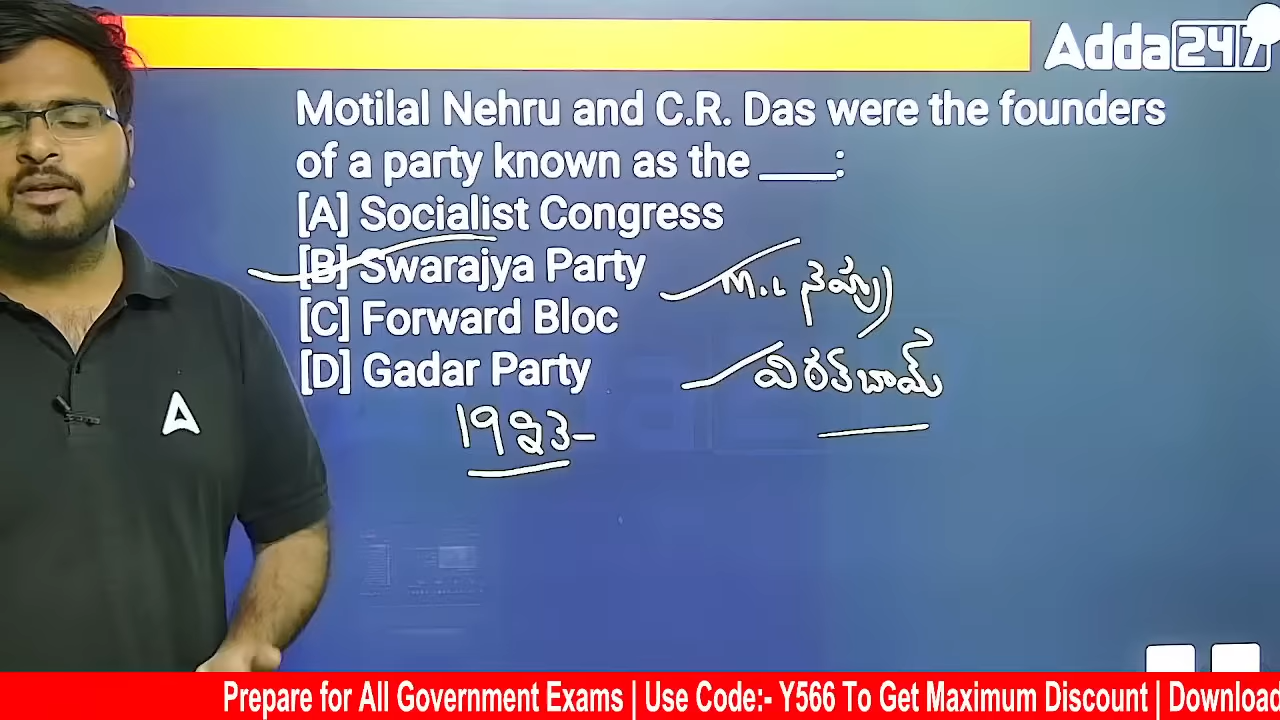 Adda247
Motilal Nehru and C.R. Das were the founders
of a party known as the ____:
[A] Socialist Congress
[B] Swarajya Party
[C] Forward Bloc
[D] Gadar Party
M.L నెహ్రు
1923-
Prepare for All Government Exams | Use Code:- Y566 To Get Maximum Discount | Download